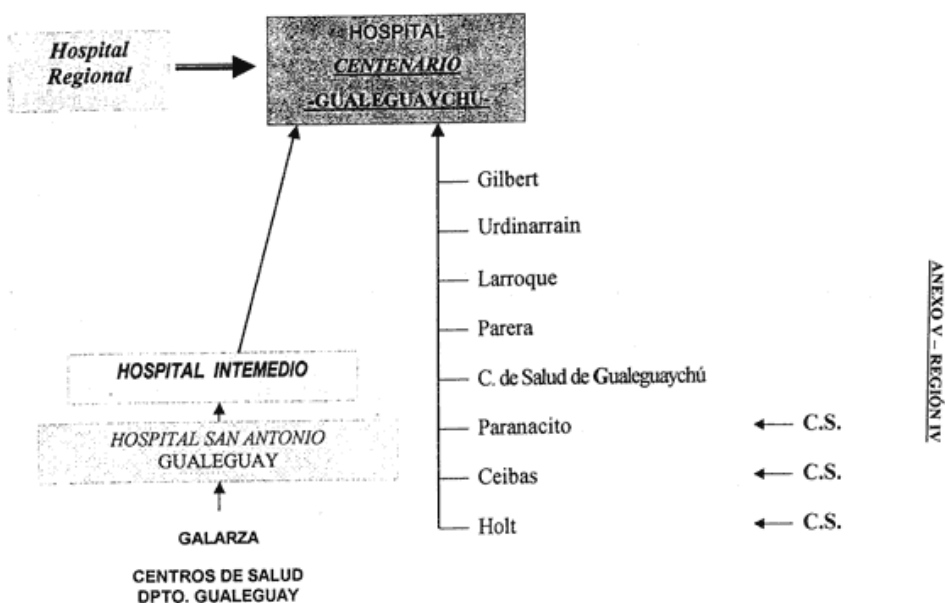 Hospital
Regional
HOSPITAL
CENTENARIO
-GUALEGUAYCHÚ-
Gilbert
Urdinarrain
Larroque
Parera
C. de Salud de Gualeguaychú
Paranacito
C.S.
Ceibas
C.S.
Holt
C.S.
HOSPITAL INTEMEDIO
HOSPITAL SAN ANTONIO
GUALEGUAY
GALARZA
CENTROS DE SALUD
DPTO. GUALEGUAY
ANEXO V – REGIÓN IV